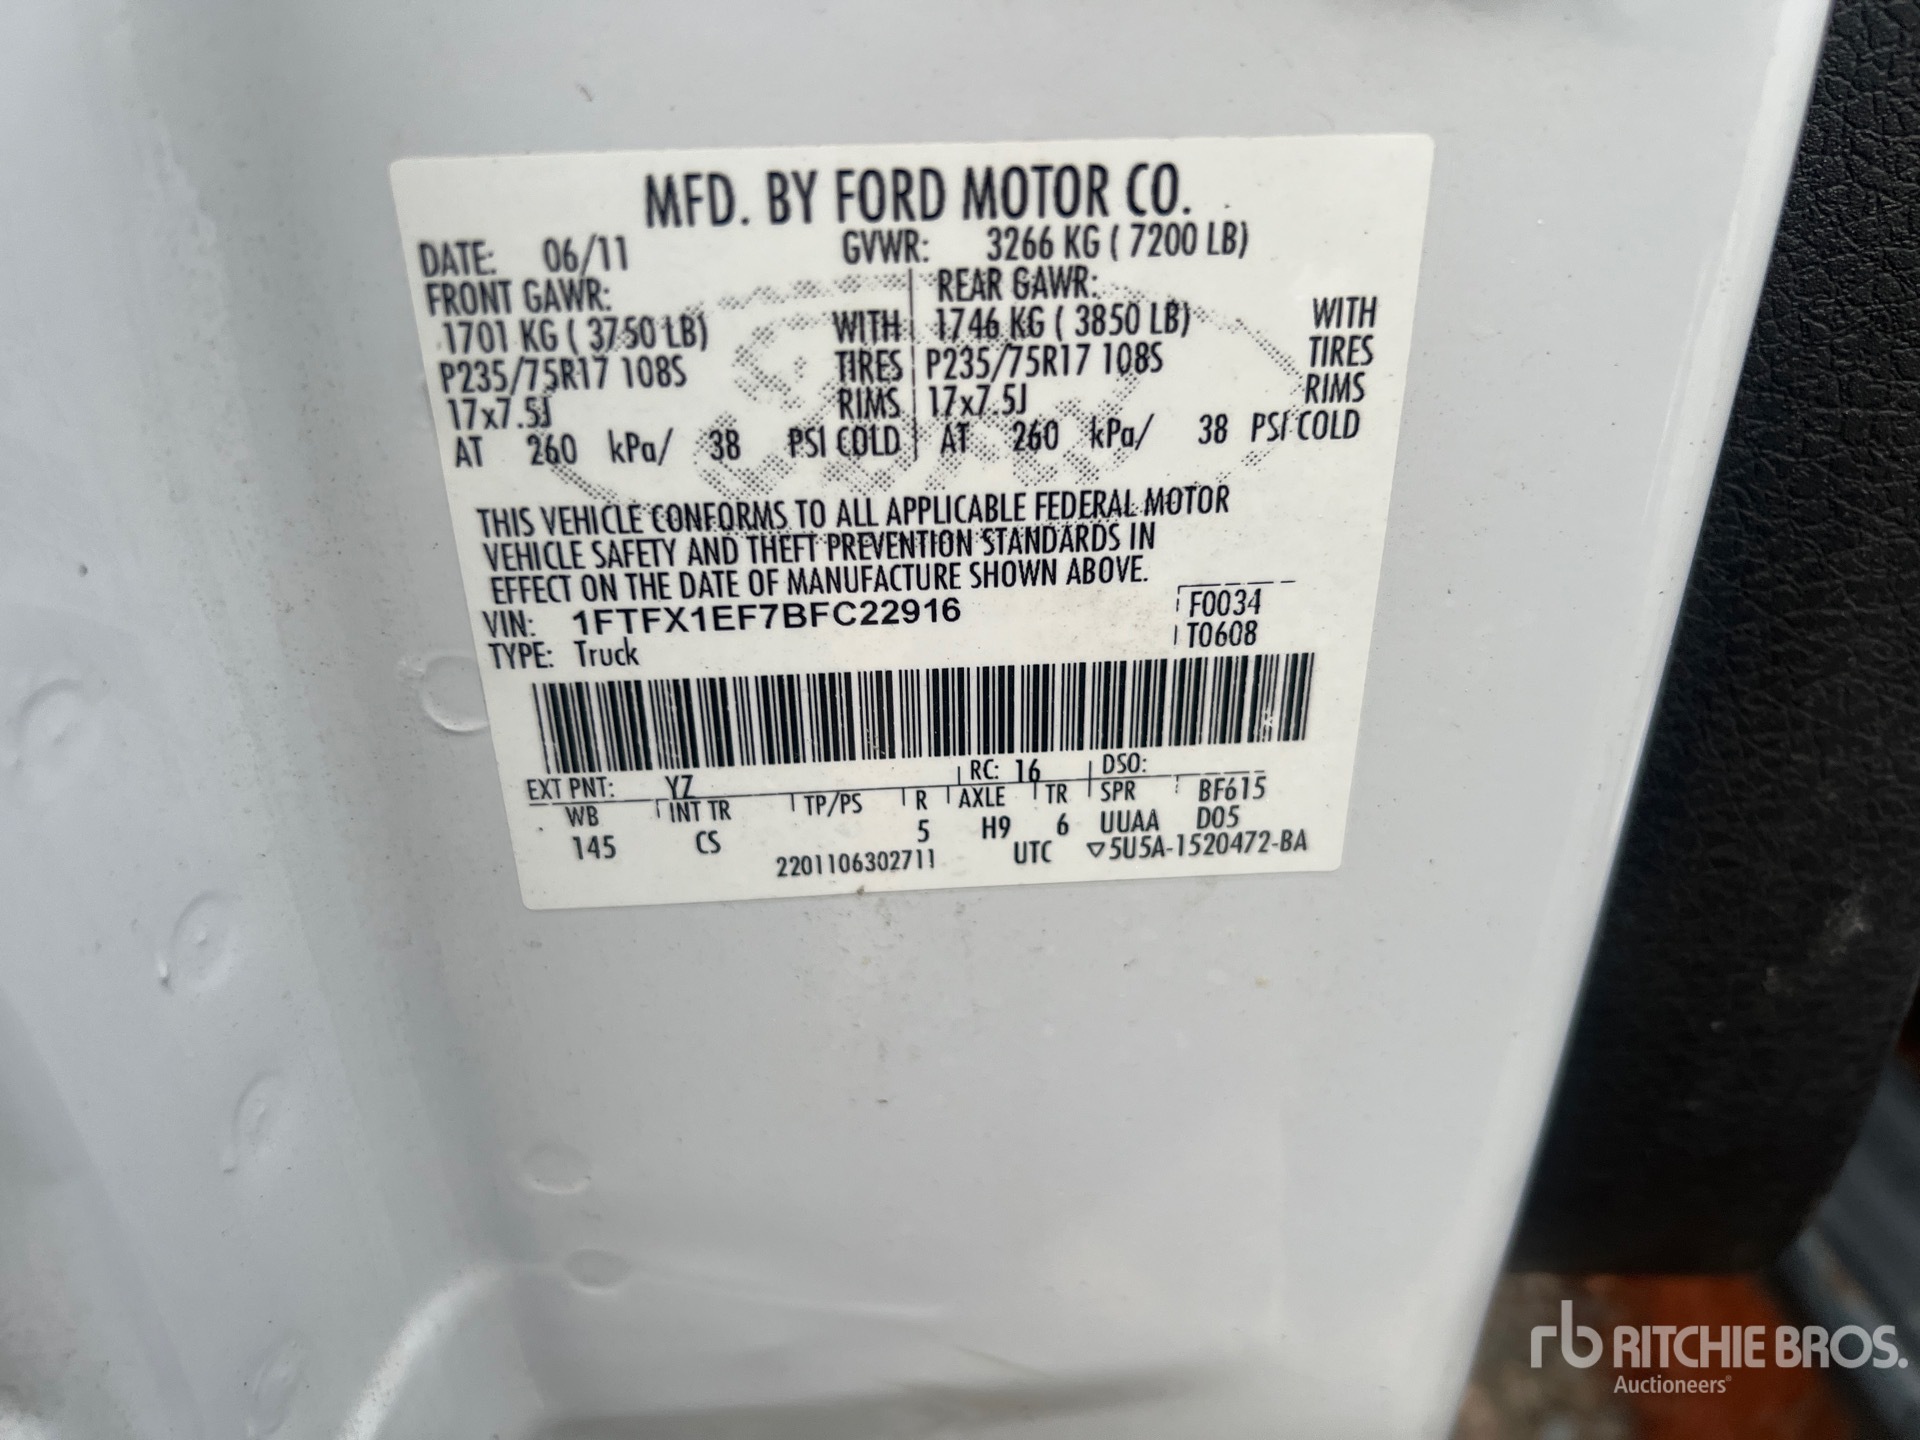 MFD. BY FORD MOTOR CO.
DATE: 06/11 GVWR: 3266 KG ( 7200 LB)
FRONT GAWR: REAR GAWR:
1701 KG ( 3750 LB) WITH 1746 KG ( 3850 LB) WITH
P235/75R17 108S TIRES P235/75R17 108S TIRES
17x7.5J RIMS 17x7.5J RIMS
AT 260 kPa/ 38 PSI COLD AT 260 kPa/ 38 PSI COLD
THIS VEHICLE CONFORMS TO ALL APPLICABLE FEDERAL MOTOR
VEHICLE SAFETY AND THEFT PREVENTION STANDARDS IN
EFFECT ON THE DATE OF MANUFACTURE SHOWN ABOVE.
VIN: 1FTFX1EF7BFC22916 F0034
TYPE: Truck T0608
EXT PNT: YZ RC: 16 DSO:
WB INT TR TP/PS R AXLE TR SPR BF615
145 CS 5 H9 6 UUAA D05
2201106302711 UTC ▽5U5A-1520472-BA
rb RITCHIE BROS.
Auctioneers®